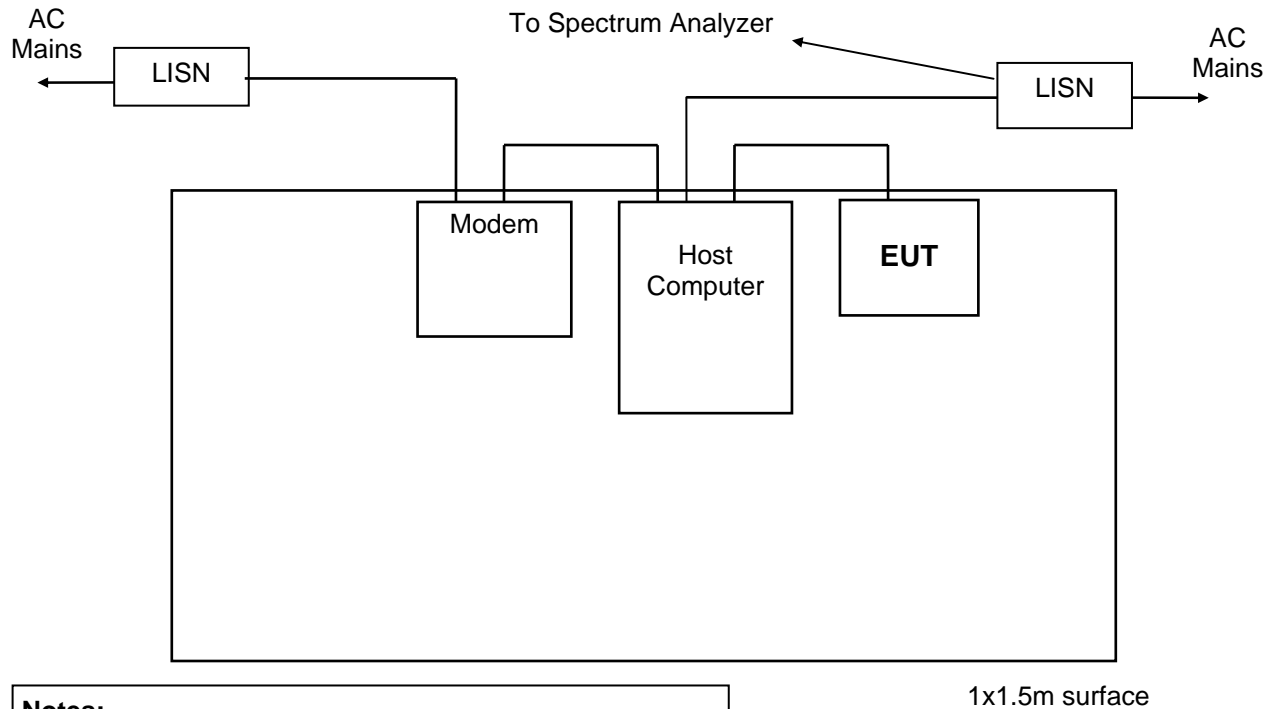 AC
Mains
LISN
To Spectrum Analyzer
LISN
AC
Mains
Modem
Host
Computer
EUT
1x1.5m surface
Notes: